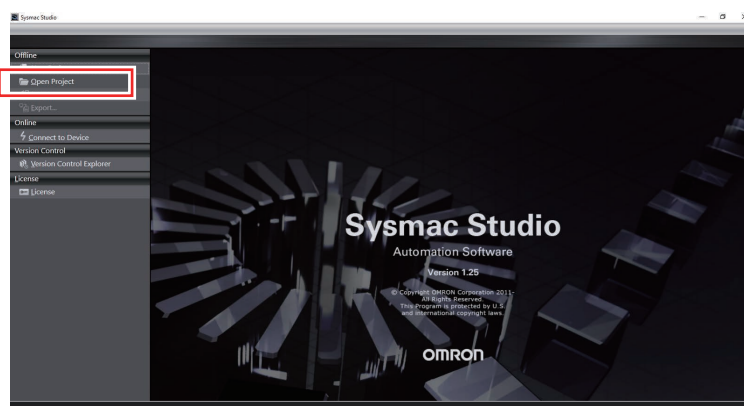 Sysmac Studio
Offline
Open Project
Export...
Online
Connect to Device
Version Control
Version Control Explorer
License
License
Sysmac Studio
Automation Software
Version 1.25
© Copyright OMRON Corporation 2011-
All Rights Reserved.
This Program is protected by U.S.
and international copyright laws.
OMRON